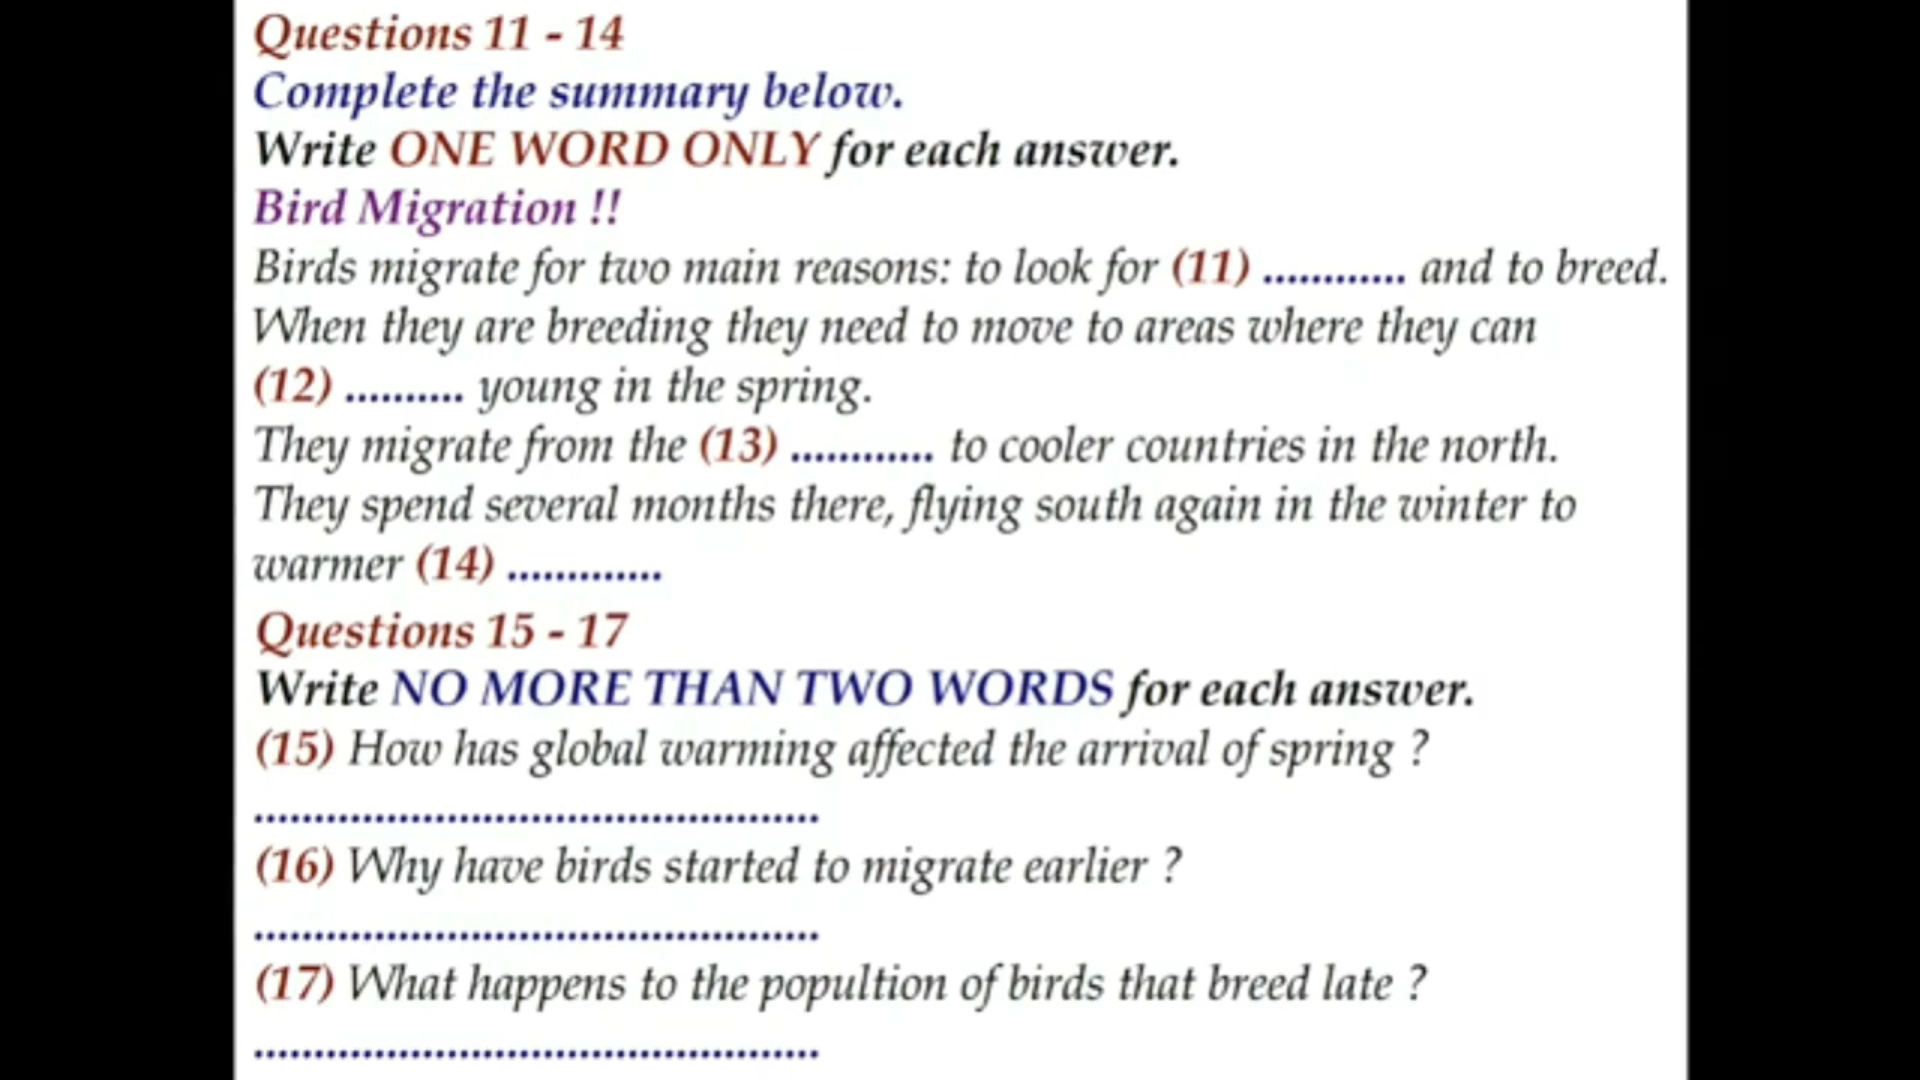 Questions 11 - 14
Complete the summary below.
Write ONE WORD ONLY for each answer.
Bird Migration !!
Birds migrate for two main reasons: to look for (11) ............ and to breed.
When they are breeding they need to move to areas where they can
(12) .......... young in the spring.
They migrate from the (13) ............ to cooler countries in the north.
They spend several months there, flying south again in the winter to
warmer (14) .............
Questions 15 - 17
Write NO MORE THAN TWO WORDS for each answer.
(15) How has global warming affected the arrival of spring ?
...............................................
(16) Why have birds started to migrate earlier ?
...............................................
(17) What happens to the popultion of birds that breed late ?
...............................................